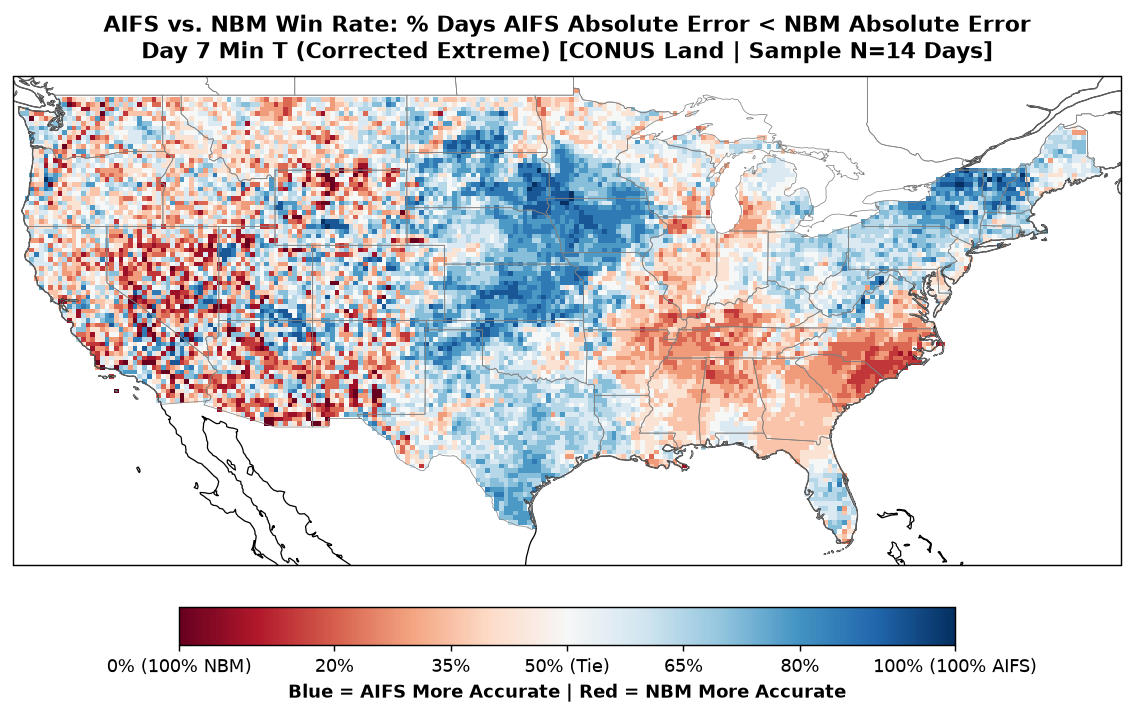 AIFS vs. NBM Win Rate: % Days AIFS Absolute Error < NBM Absolute Error
Day 7 Min T (Corrected Extreme) [CONUS Land | Sample N=14 Days]
0% (100% NBM) 20% 35% 50% (Tie) 65% 80% 100% (100% AIFS)
Blue = AIFS More Accurate | Red = NBM More Accurate